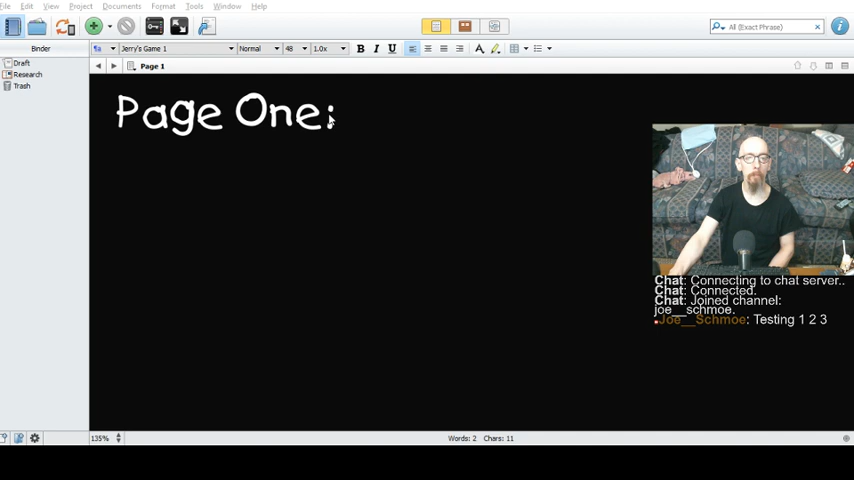 File Edit View Project Documents Format Tools Window Help
All (Exact Phrase)
Binder
Jerry's Game 1 Normal 48 1.0x B I U A
Draft
Research
Trash
Page 1
Page One:
Chat: Connecting to chat server..
Chat: Connected.
Chat: Joined channel:
joe__schmoe.
Joe__Schmoe: Testing 1 2 3
135% Words: 2 Chars: 11